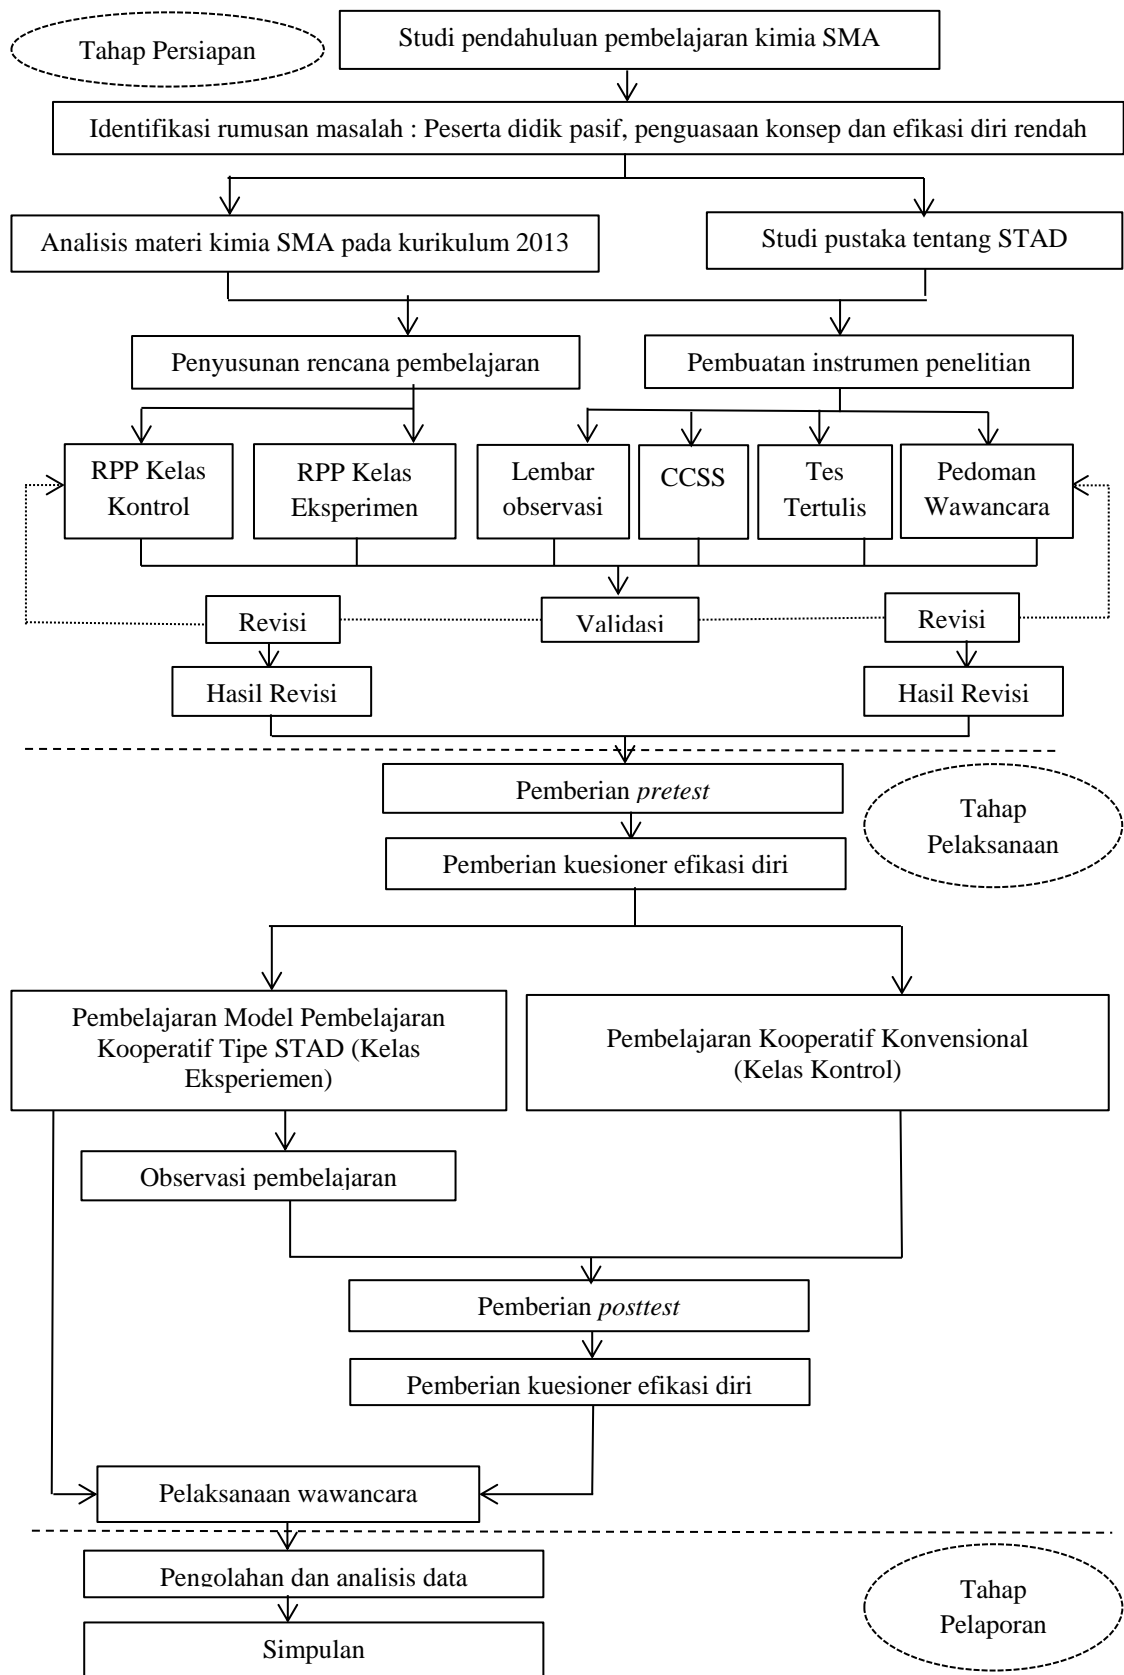 Tahap Persiapan
Studi pendahuluan pembelajaran kimia SMA
Identifikasi rumusan masalah : Peserta didik pasif, penguasaan konsep dan efikasi diri rendah
Analisis materi kimia SMA pada kurikulum 2013
Studi pustaka tentang STAD
Penyusunan rencana pembelajaran
Pembuatan instrumen penelitian
RPP Kelas
Kontrol
RPP Kelas
Eksperimen
Lembar
observasi
CCSS
Tes
Tertulis
Pedoman
Wawancara
Revisi
Validasi
Revisi
Hasil Revisi
Hasil Revisi
Pemberian pretest
Tahap
Pelaksanaan
Pemberian kuesioner efikasi diri
Pembelajaran Model Pembelajaran
Kooperatif Tipe STAD (Kelas
Eksperiemen)
Pembelajaran Kooperatif Konvensional
(Kelas Kontrol)
Observasi pembelajaran
Pemberian posttest
Pemberian kuesioner efikasi diri
Pelaksanaan wawancara
Pengolahan dan analisis data
Tahap
Pelaporan
Simpulan